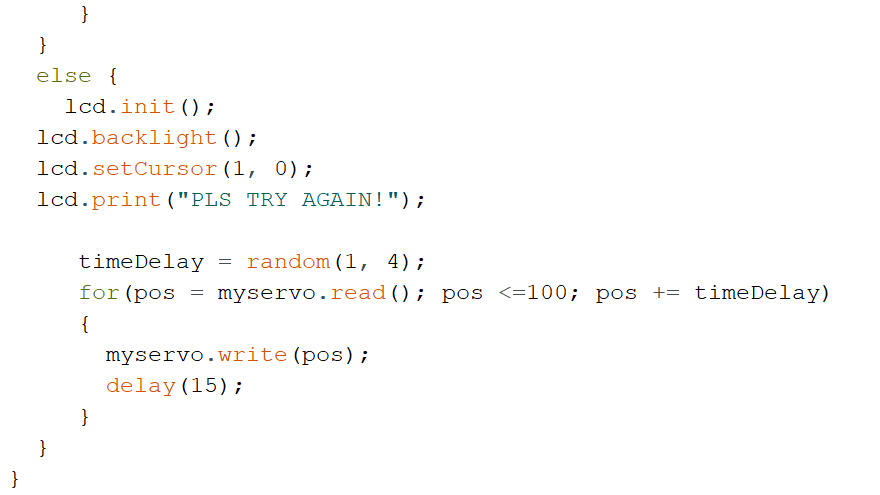 }
}
else {
lcd.init();
lcd.backlight();
lcd.setCursor(1, 0);
lcd.print("PLS TRY AGAIN!");
timeDelay = random(1, 4);
for(pos = myservo.read(); pos <=100; pos += timeDelay)
{
myservo.write(pos);
delay(15);
}
}
}